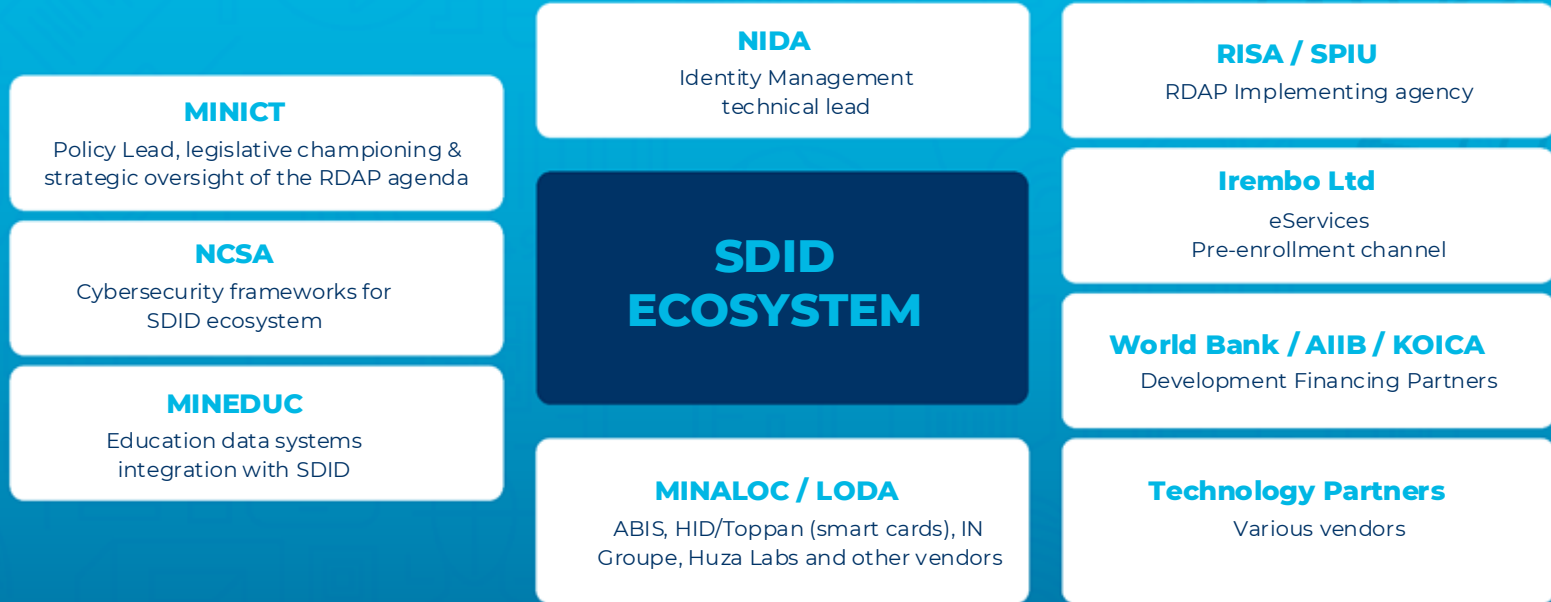 MINICT
Policy Lead, legislative championing &
strategic oversight of the RDAP agenda
NCSA
Cybersecurity frameworks for
SDID ecosystem
MINEDUC
Education data systems
integration with SDID
NIDA
Identity Management
technical lead
SDID
ECOSYSTEM
MINALOC / LODA
ABIS, HID/Toppan (smart cards), IN
Groupe, Huza Labs and other vendors
RISA / SPIU
RDAP Implementing agency
Irembo Ltd
eServices
Pre-enrollment channel
World Bank / AIIB / KOICA
Development Financing Partners
Technology Partners
Various vendors